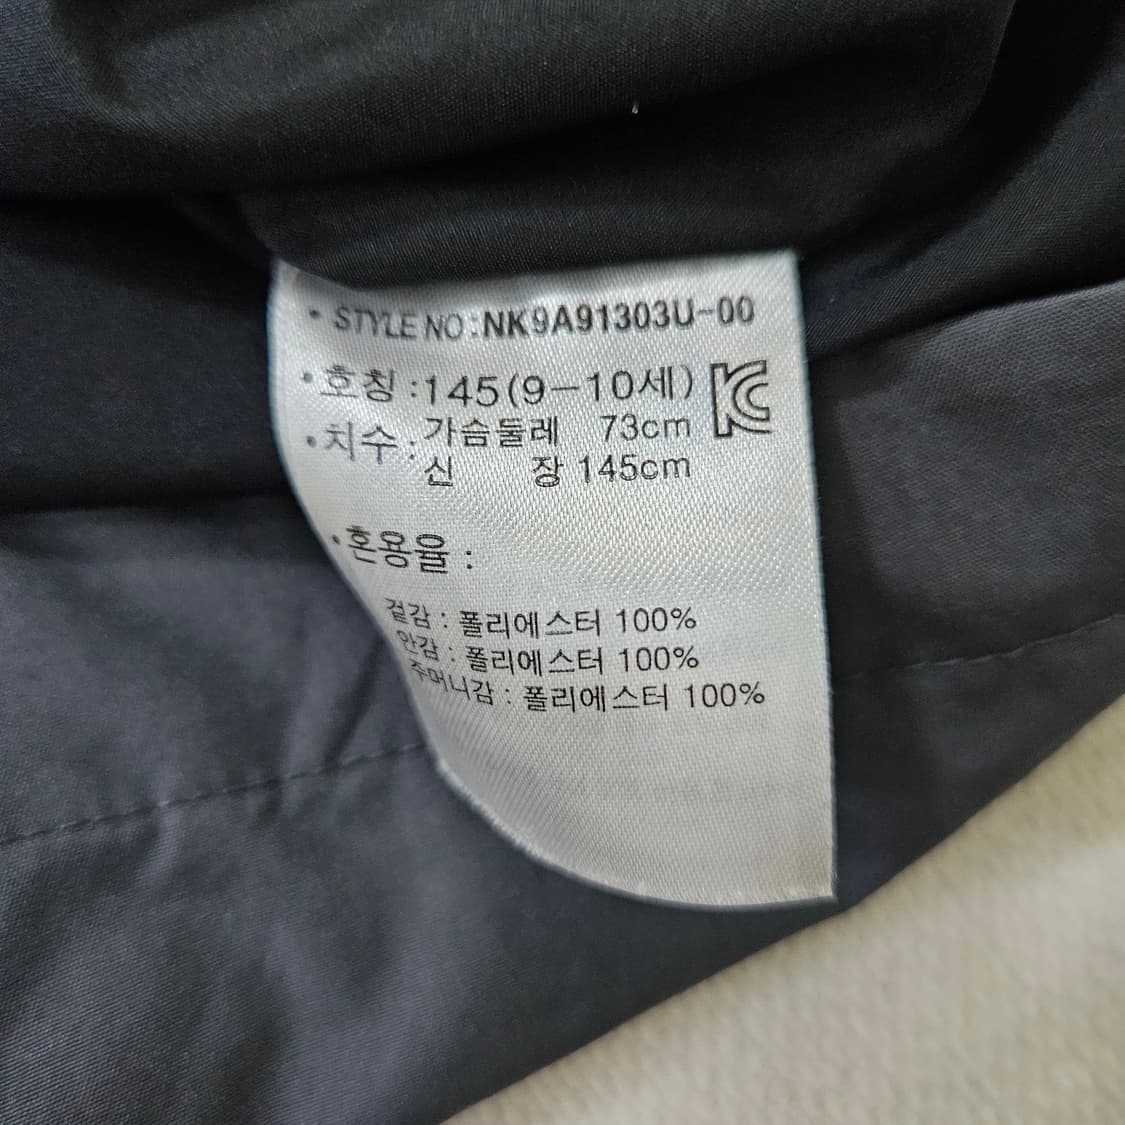 • STYLE NO : NK9A91303U-00
• 호칭 : 145(9-10세)
• 치수 : 가슴둘레 73cm
신 장 145cm
KC
• 혼용율 :
겉감 : 폴리에스터 100%
안감 : 폴리에스터 100%
주머니감 : 폴리에스터 100%